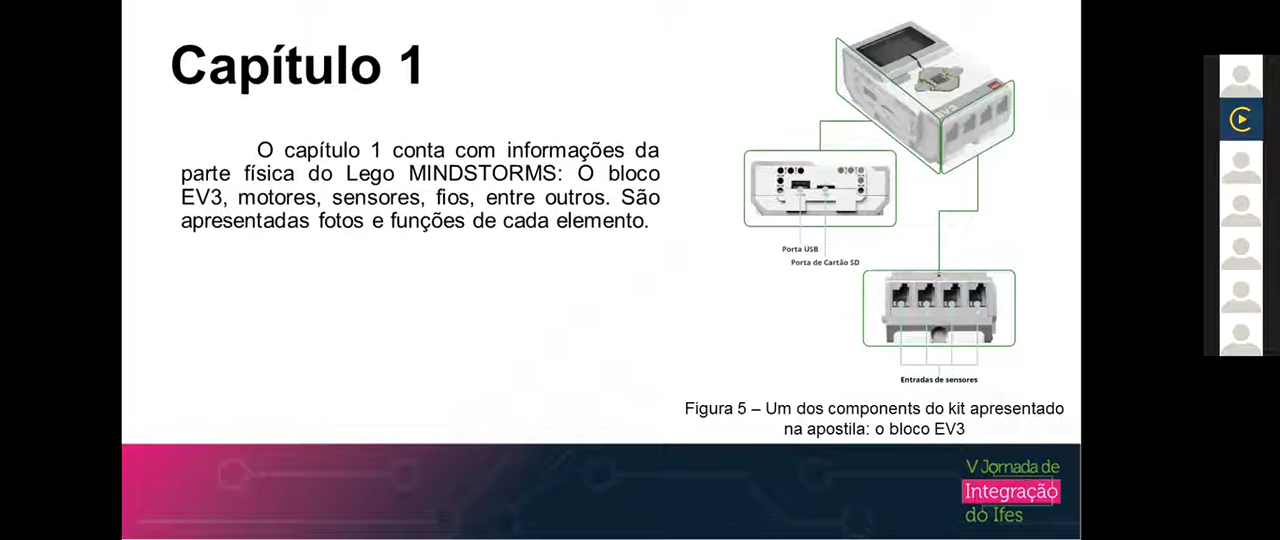 Capítulo 1
O capítulo 1 conta com informações da
parte física do Lego MINDSTORMS: O bloco
EV3, motores, sensores, fios, entre outros. São
apresentadas fotos e funções de cada elemento.
EV3
Porta USB
Porta de Cartão SD
Entradas de sensores
Figura 5 – Um dos components do kit apresentado
na apostila: o bloco EV3
V Jornada de
Integração
do Ifes